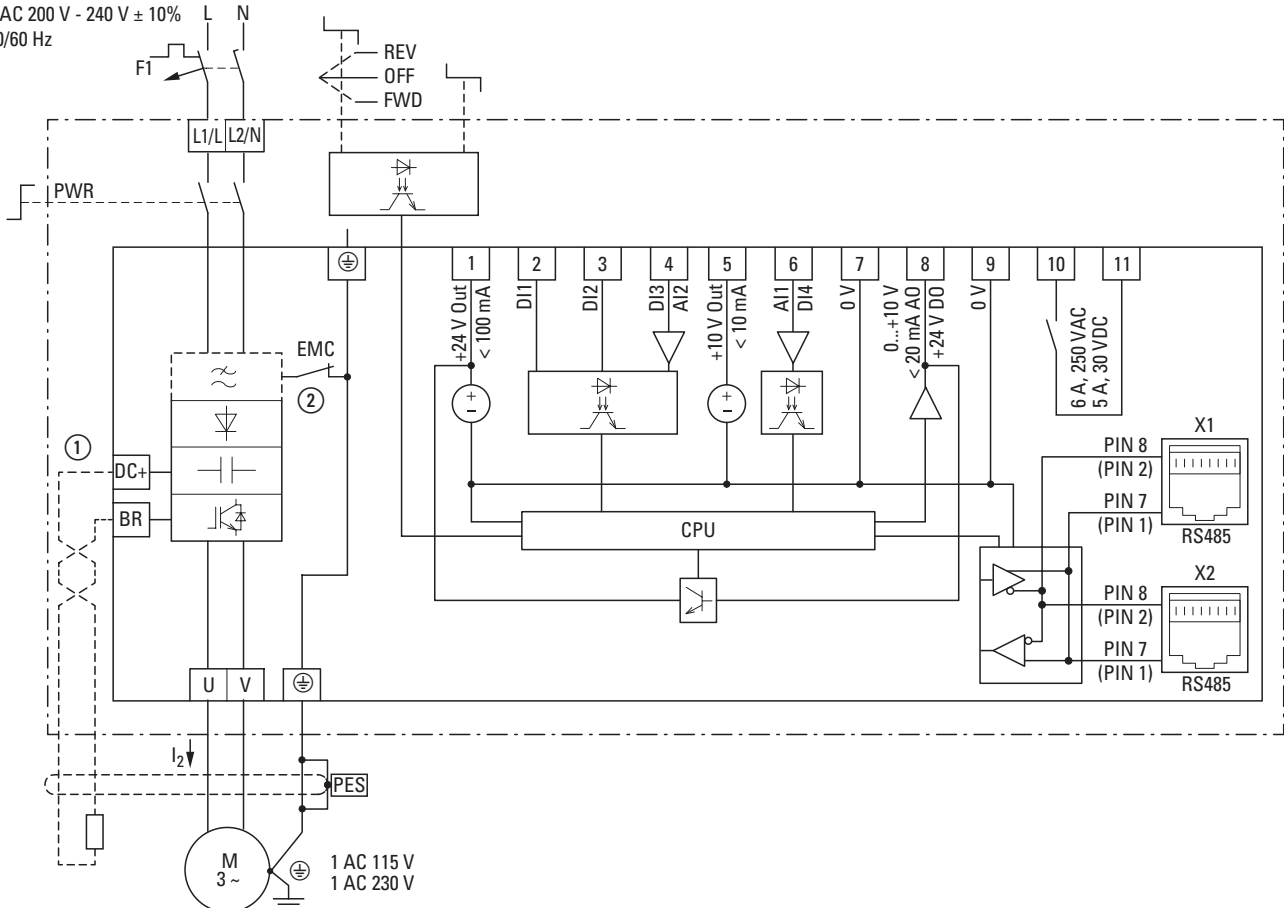 AC 200 V - 240 V ± 10%
0/60 Hz
L
N
F1
REV
OFF
FWD
L1/L
L2/N
PWR
1
2
3
4
5
6
7
8
9
10
11
+24 V Out
< 100 mA
DI1
DI2
DI3
AI2
+10 V Out
< 10 mA
AI1
DI4
0 V
0...+10 V
< 20 mA AO
+24 V DO
0 V
6 A, 250 VAC
5 A, 30 VDC
EMC
2
1
DC+
BR
CPU
X1
PIN 8
(PIN 2)
PIN 7
(PIN 1)
RS485
X2
PIN 8
(PIN 2)
PIN 7
(PIN 1)
RS485
U
V
I2
PES
M
3 ~
1 AC 115 V
1 AC 230 V